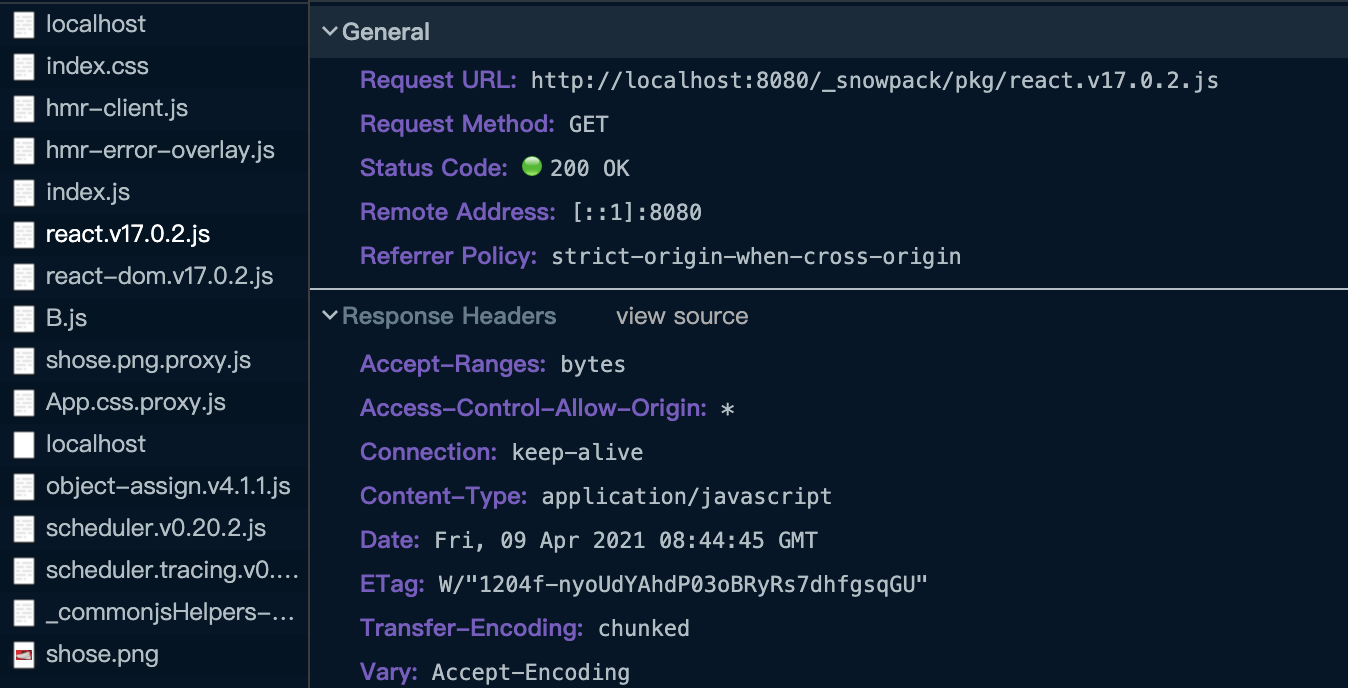 localhost
index.css
hmr-client.js
hmr-error-overlay.js
index.js
react.v17.0.2.js
react-dom.v17.0.2.js
B.js
shose.png.proxy.js
App.css.proxy.js
localhost
object-assign.v4.1.1.js
scheduler.v0.20.2.js
scheduler.tracing.v0....
_commonjsHelpers-...
shose.png
General
Request URL: http://localhost:8080/_snowpack/pkg/react.v17.0.2.js
Request Method: GET
Status Code: 200 OK
Remote Address: [::1]:8080
Referrer Policy: strict-origin-when-cross-origin
Response Headers view source
Accept-Ranges: bytes
Access-Control-Allow-Origin: *
Connection: keep-alive
Content-Type: application/javascript
Date: Fri, 09 Apr 2021 08:44:45 GMT
ETag: W/"1204f-nyoUdYAhdP03oBRyRs7dhfgsqGU"
Transfer-Encoding: chunked
Vary: Accept-Encoding